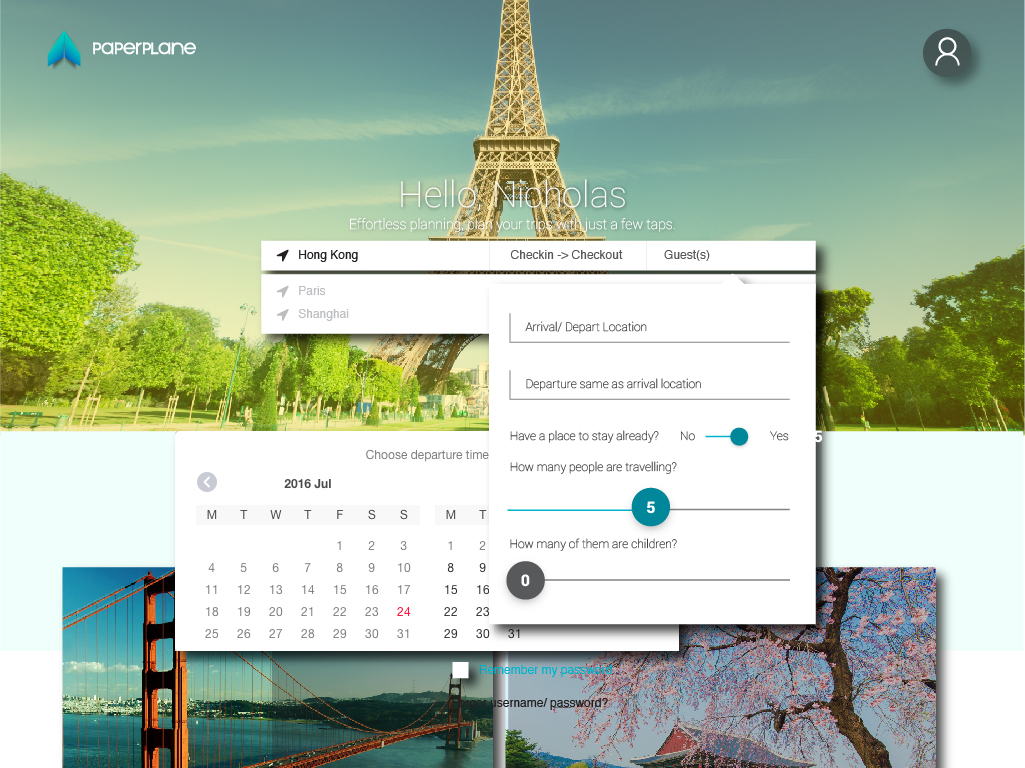 PAPERPLANE
Hello, Nicholas
Effortless planning, plan your trips with just a few taps.
Hong Kong
Checkin -> Checkout
Guest(s)
Paris
Shanghai
Arrival/ Depart Location
Departure same as arrival location
Have a place to stay already? No Yes
5
How many people are travelling?
5
How many of them are children?
0
Choose departure time
2016 Jul
M T W T F S S
1 2 3
4 5 6 7 8 9 10
11 12 13 14 15 16 17
18 19 20 21 22 23 24
25 26 27 28 29 30 31
M T
1 2
8 9
15 16
22 23
29 30 31
Remember my password
username/ password?